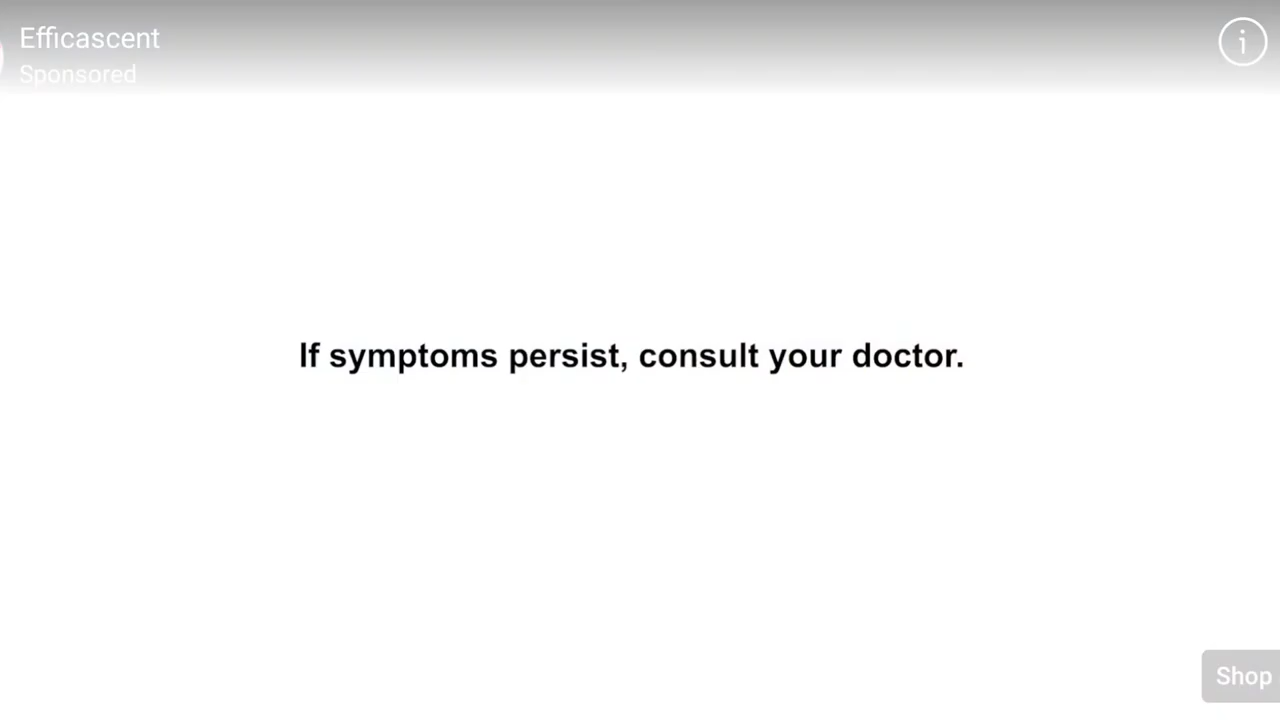 Efficascent
Sponsored
If symptoms persist, consult your doctor.
Shop